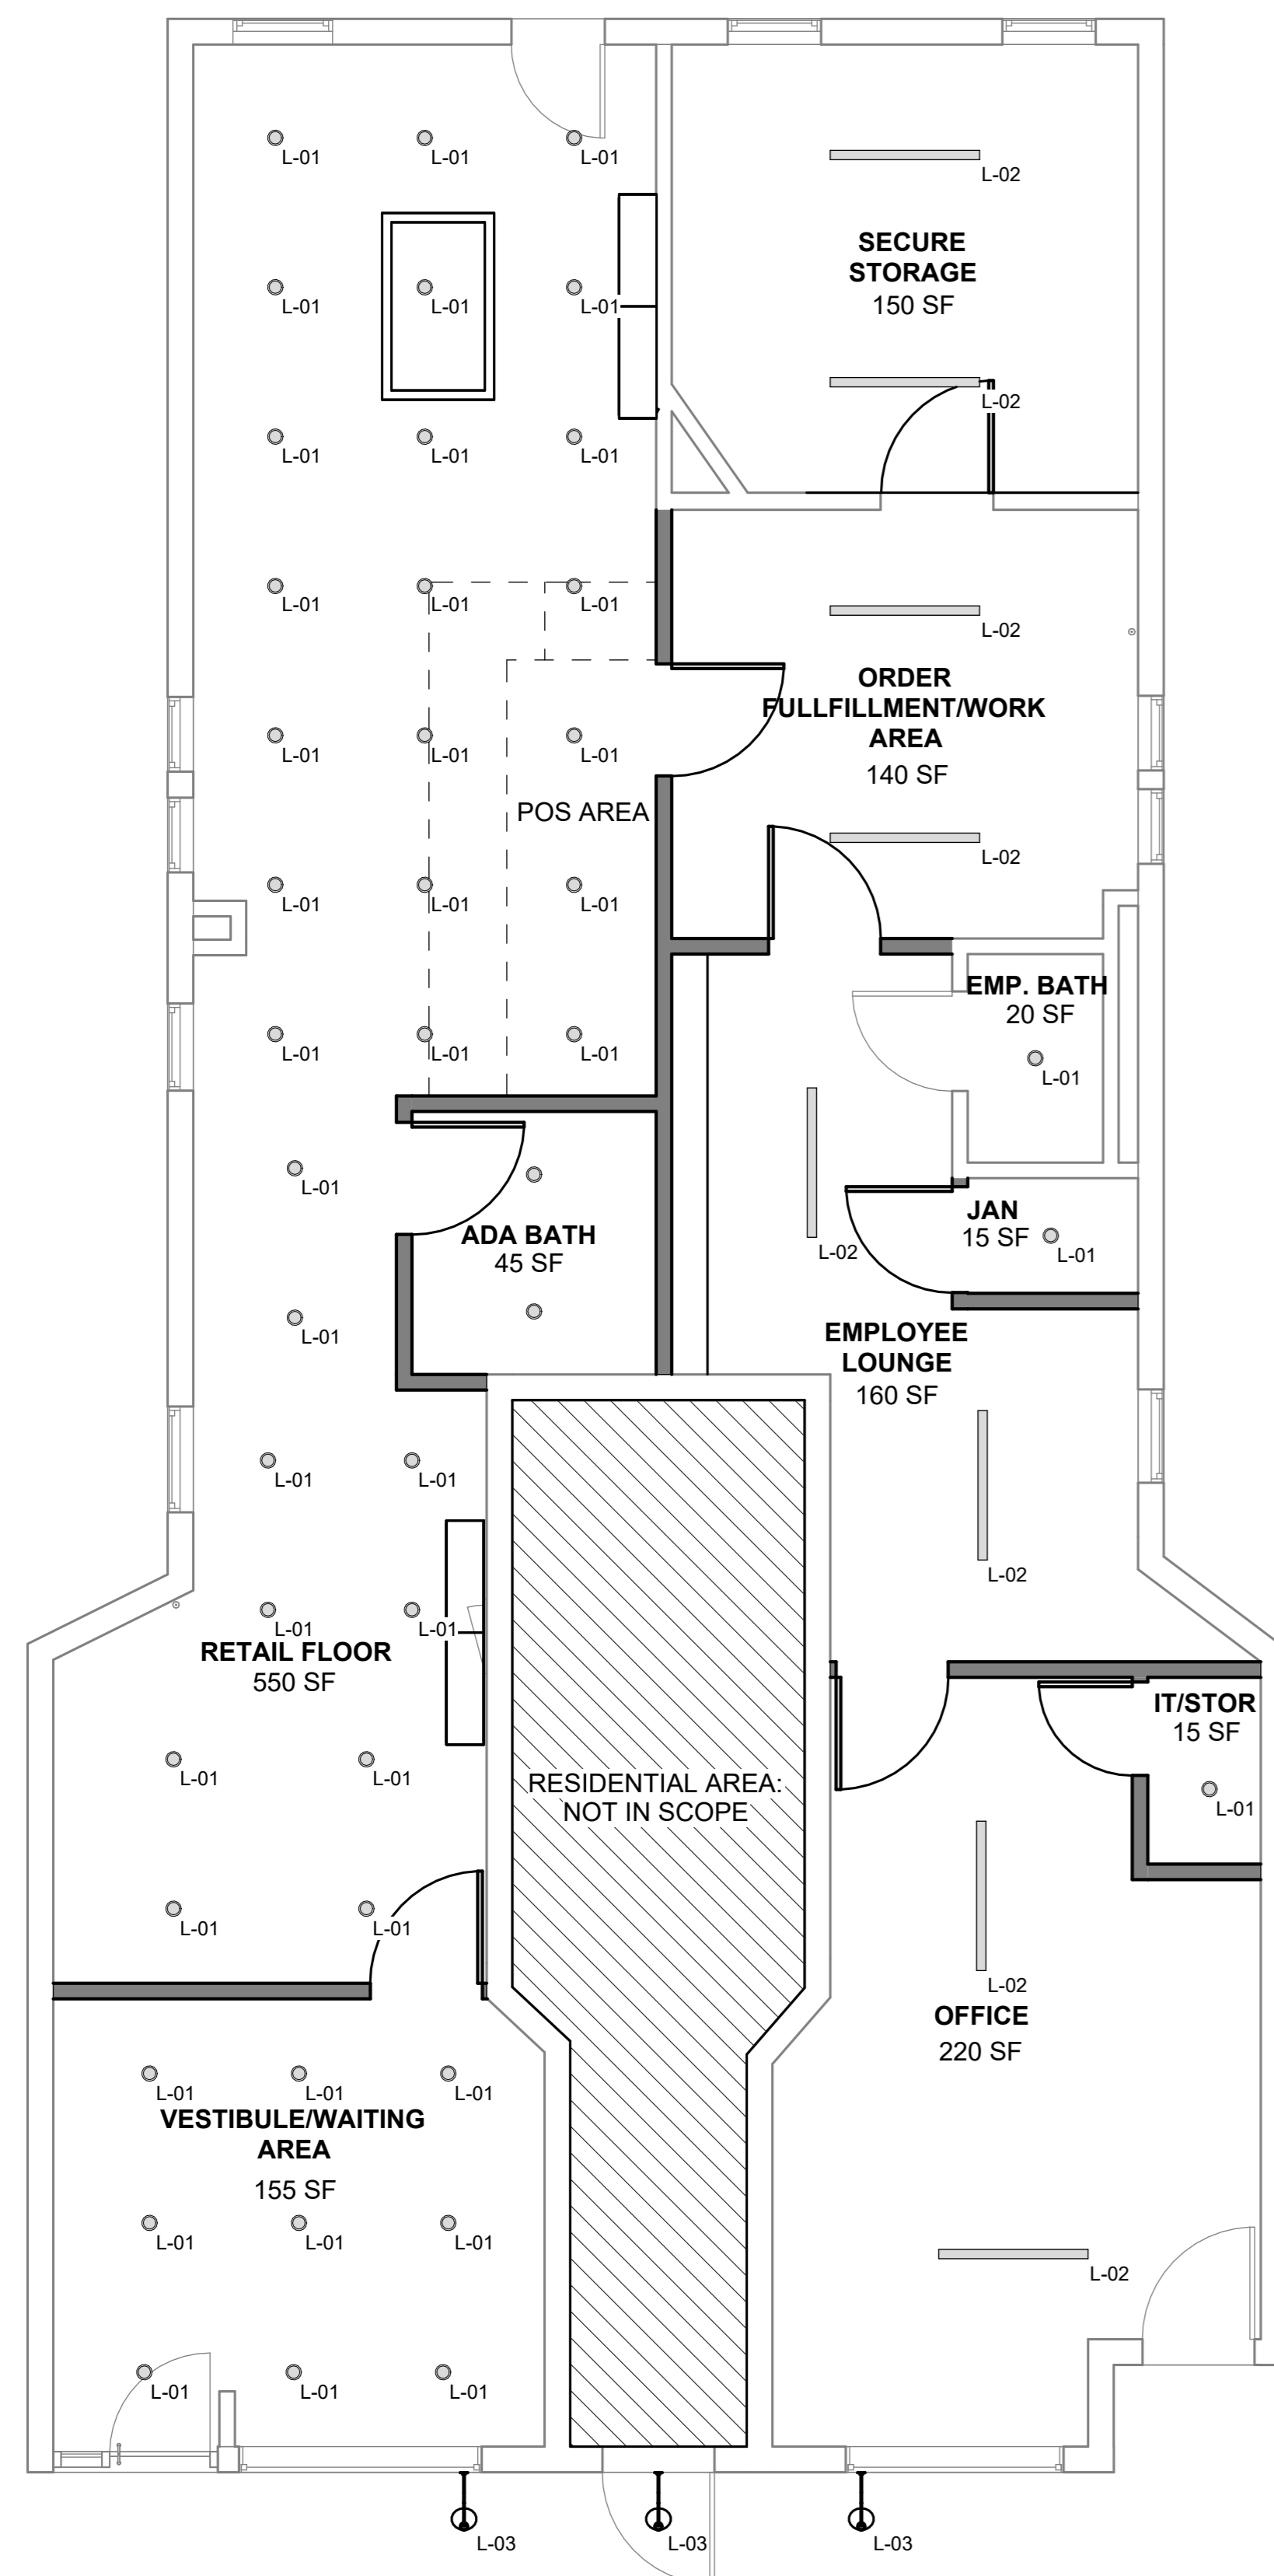 L-01 L-01 L-01
L-02
SECURE
STORAGE
150 SF
L-01 L-01 L-01
L-02
L-01 L-01 L-01
L-01 L-01 L-01
L-02
ORDER
FULLFILLMENT/WORK
AREA
140 SF
L-01 L-01 L-01
POS AREA
L-02
L-01 L-01 L-01
EMP. BATH
20 SF
L-01 L-01 L-01
L-01
L-01
JAN
15 SF
L-01
L-02
ADA BATH
45 SF
L-01
EMPLOYEE
LOUNGE
160 SF
L-01 L-01
L-02
L-01 L-01
RETAIL FLOOR
550 SF
IT/STOR
15 SF
L-01
L-01 L-01
RESIDENTIAL AREA:
NOT IN SCOPE
L-01 L-01
L-02
OFFICE
220 SF
L-01 L-01 L-01
VESTIBULE/WAITING
AREA
155 SF
L-01 L-01 L-01
L-02
L-01 L-01 L-01
L-03 L-03 L-03